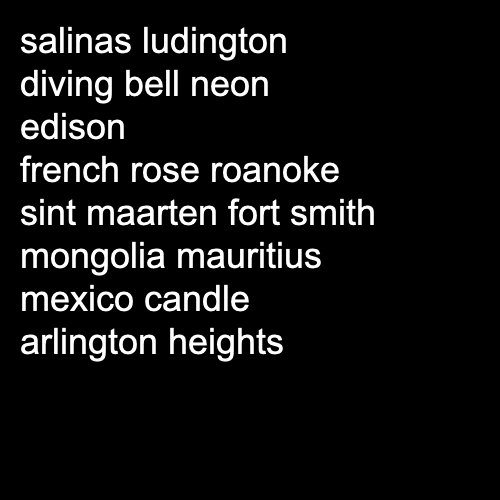 salinas ludington
diving bell neon
edison
french rose roanoke
sint maarten fort smith
mongolia mauritius
mexico candle
arlington heights